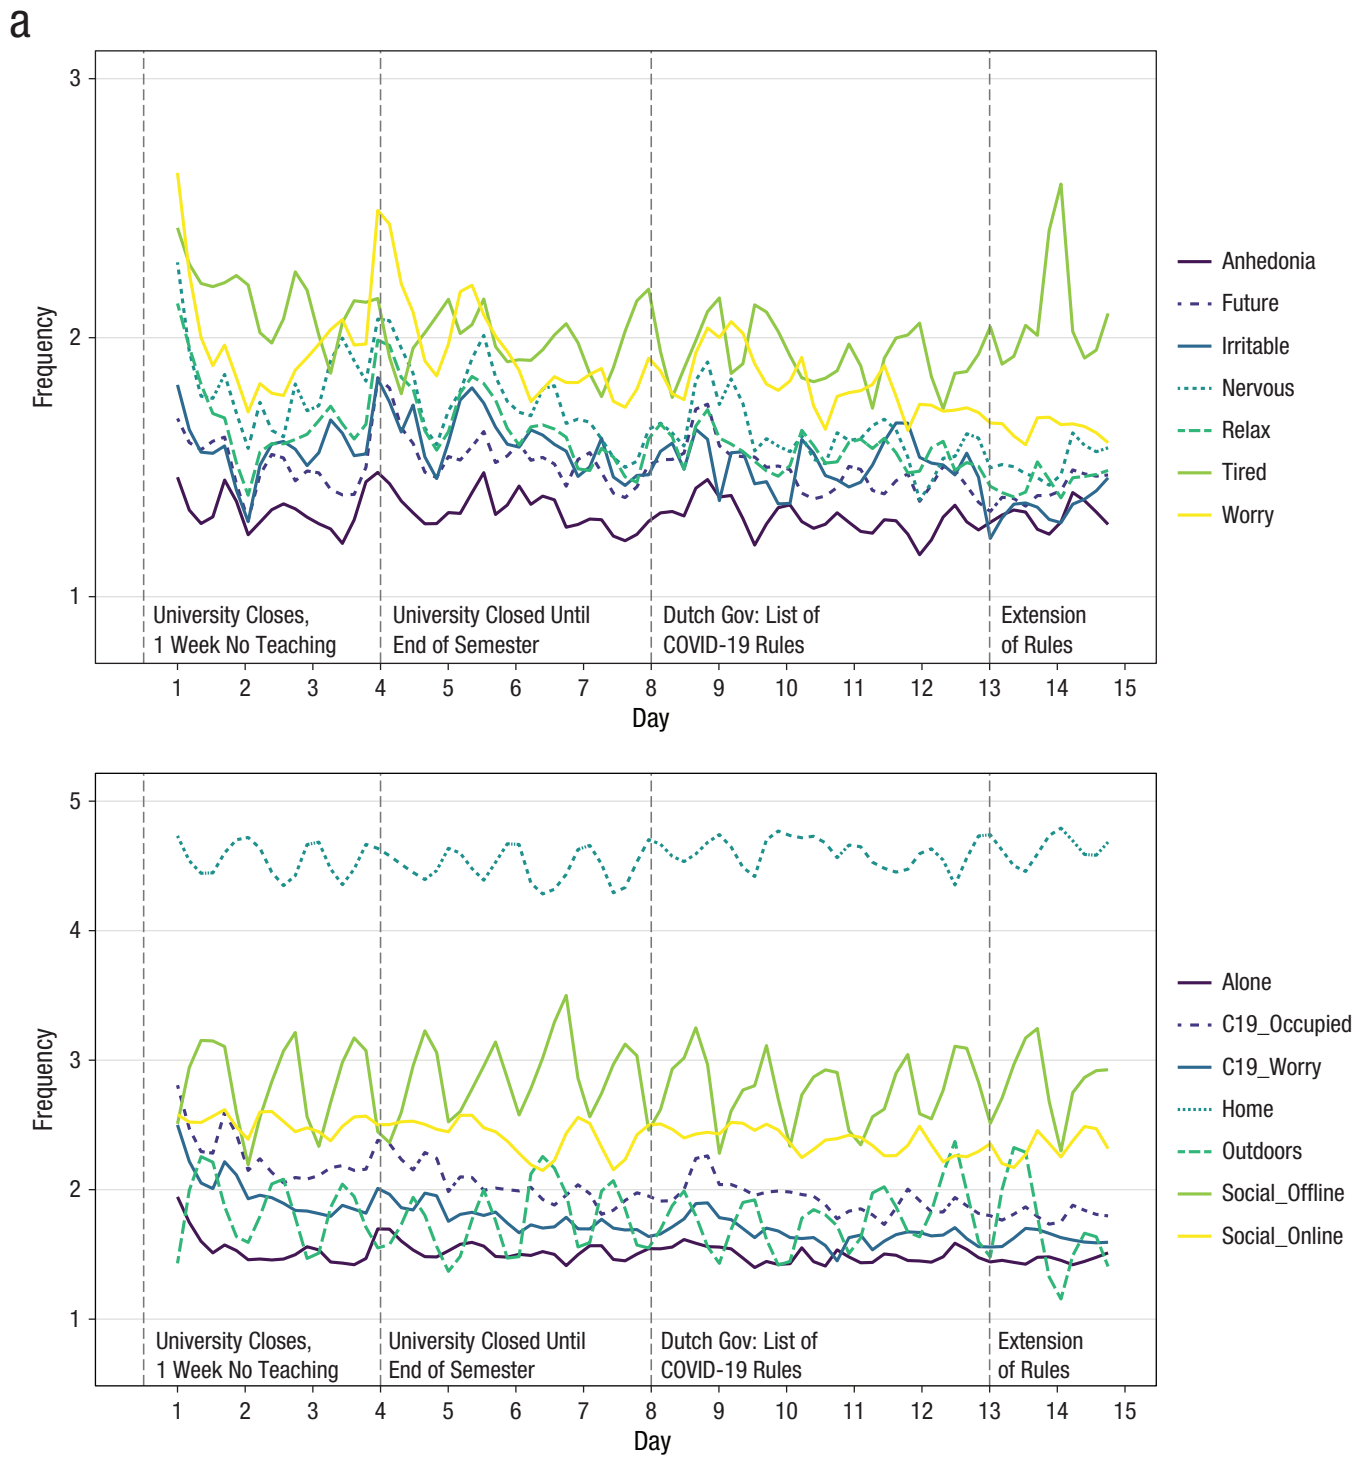 a
3
2
1
Frequency
University Closes,
1 Week No Teaching
University Closed Until
End of Semester
Dutch Gov: List of
COVID-19 Rules
Extension
of Rules
1 2 3 4 5 6 7 8 9 10 11 12 13 14 15
Day
Anhedonia
Future
Irritable
Nervous
Relax
Tired
Worry
5
4
3
2
1
Frequency
University Closes,
1 Week No Teaching
University Closed Until
End of Semester
Dutch Gov: List of
COVID-19 Rules
Extension
of Rules
1 2 3 4 5 6 7 8 9 10 11 12 13 14 15
Day
Alone
C19_Occupied
C19_Worry
Home
Outdoors
Social_Offline
Social_Online